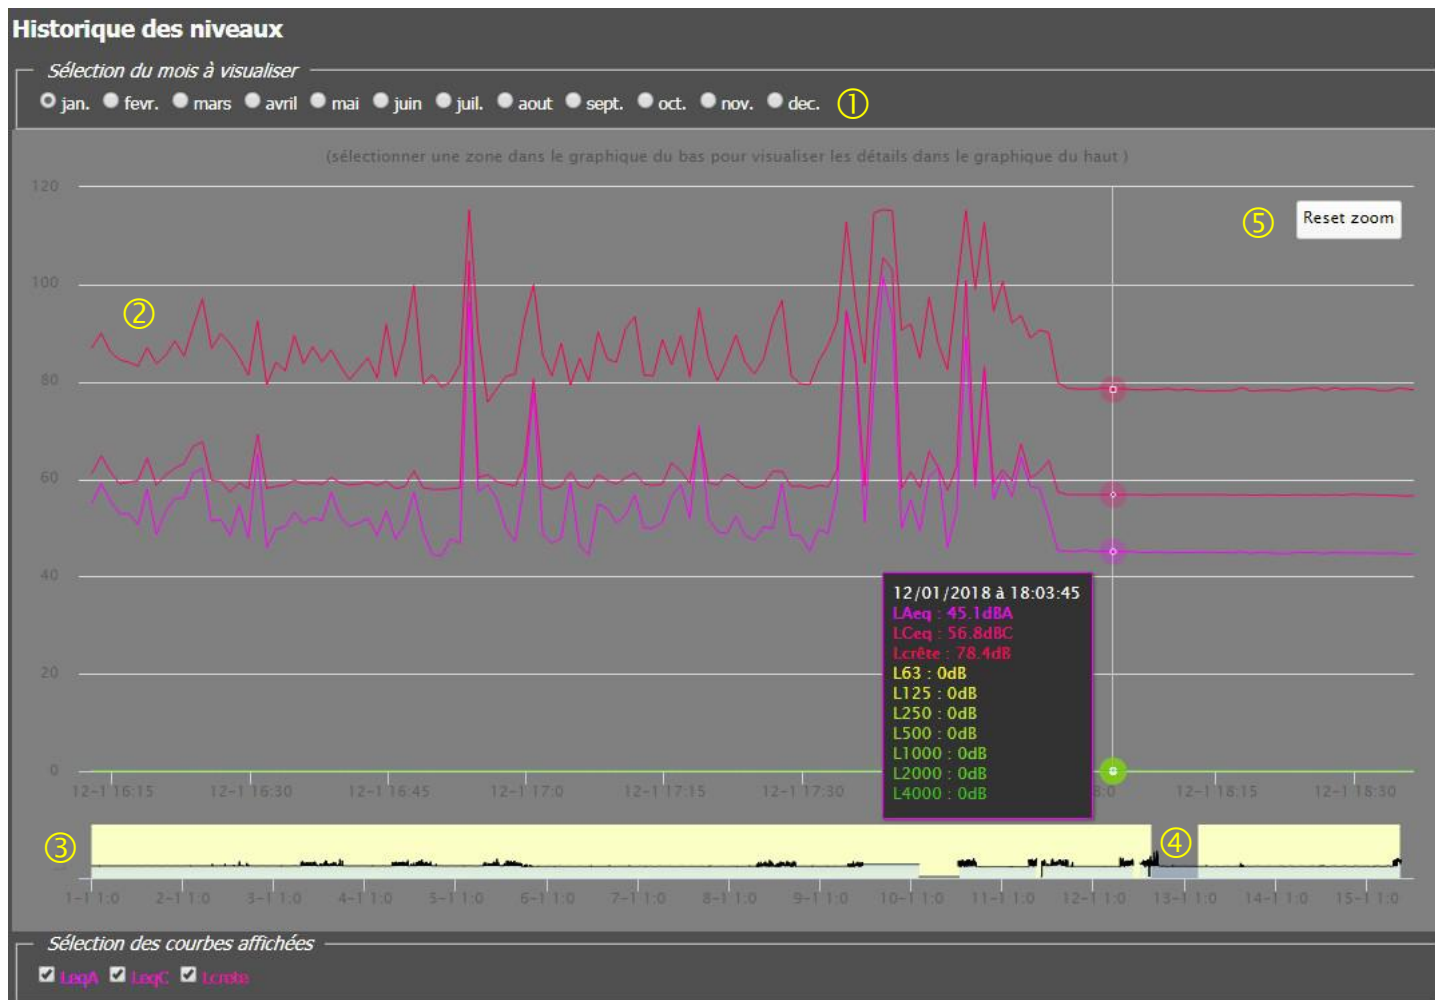 Historique des niveaux
Sélection du mois à visualiser
jan. fevr. mars avril mai juin juil. aout sept. oct. nov. dec. ①
(sélectionner une zone dans le graphique du bas pour visualiser les détails dans le graphique du haut )
120
⑤ Reset zoom
100
②
80
60
40
12/01/2018 à 18:03:45
LAeq : 45.1dBA
LCeq : 56.8dBC
Lcrête : 78.4dB
20
L63 : 0dB
L125 : 0dB
L250 : 0dB
L500 : 0dB
L1000 : 0dB
L2000 : 0dB
L4000 : 0dB
0
12-1 16:15 12-1 16:30 12-1 16:45 12-1 17:0 12-1 17:15 12-1 17:30 8:0 12-1 18:15 12-1 18:30
③ ④
1-1 1:0 2-1 1:0 3-1 1:0 4-1 1:0 5-1 1:0 6-1 1:0 7-1 1:0 8-1 1:0 9-1 1:0 10-1 1:0 11-1 1:0 12-1 1:0 13-1 1:0 14-1 1:0 15-1 1:0
Sélection des courbes affichées
LeqA LeqC Lcrete